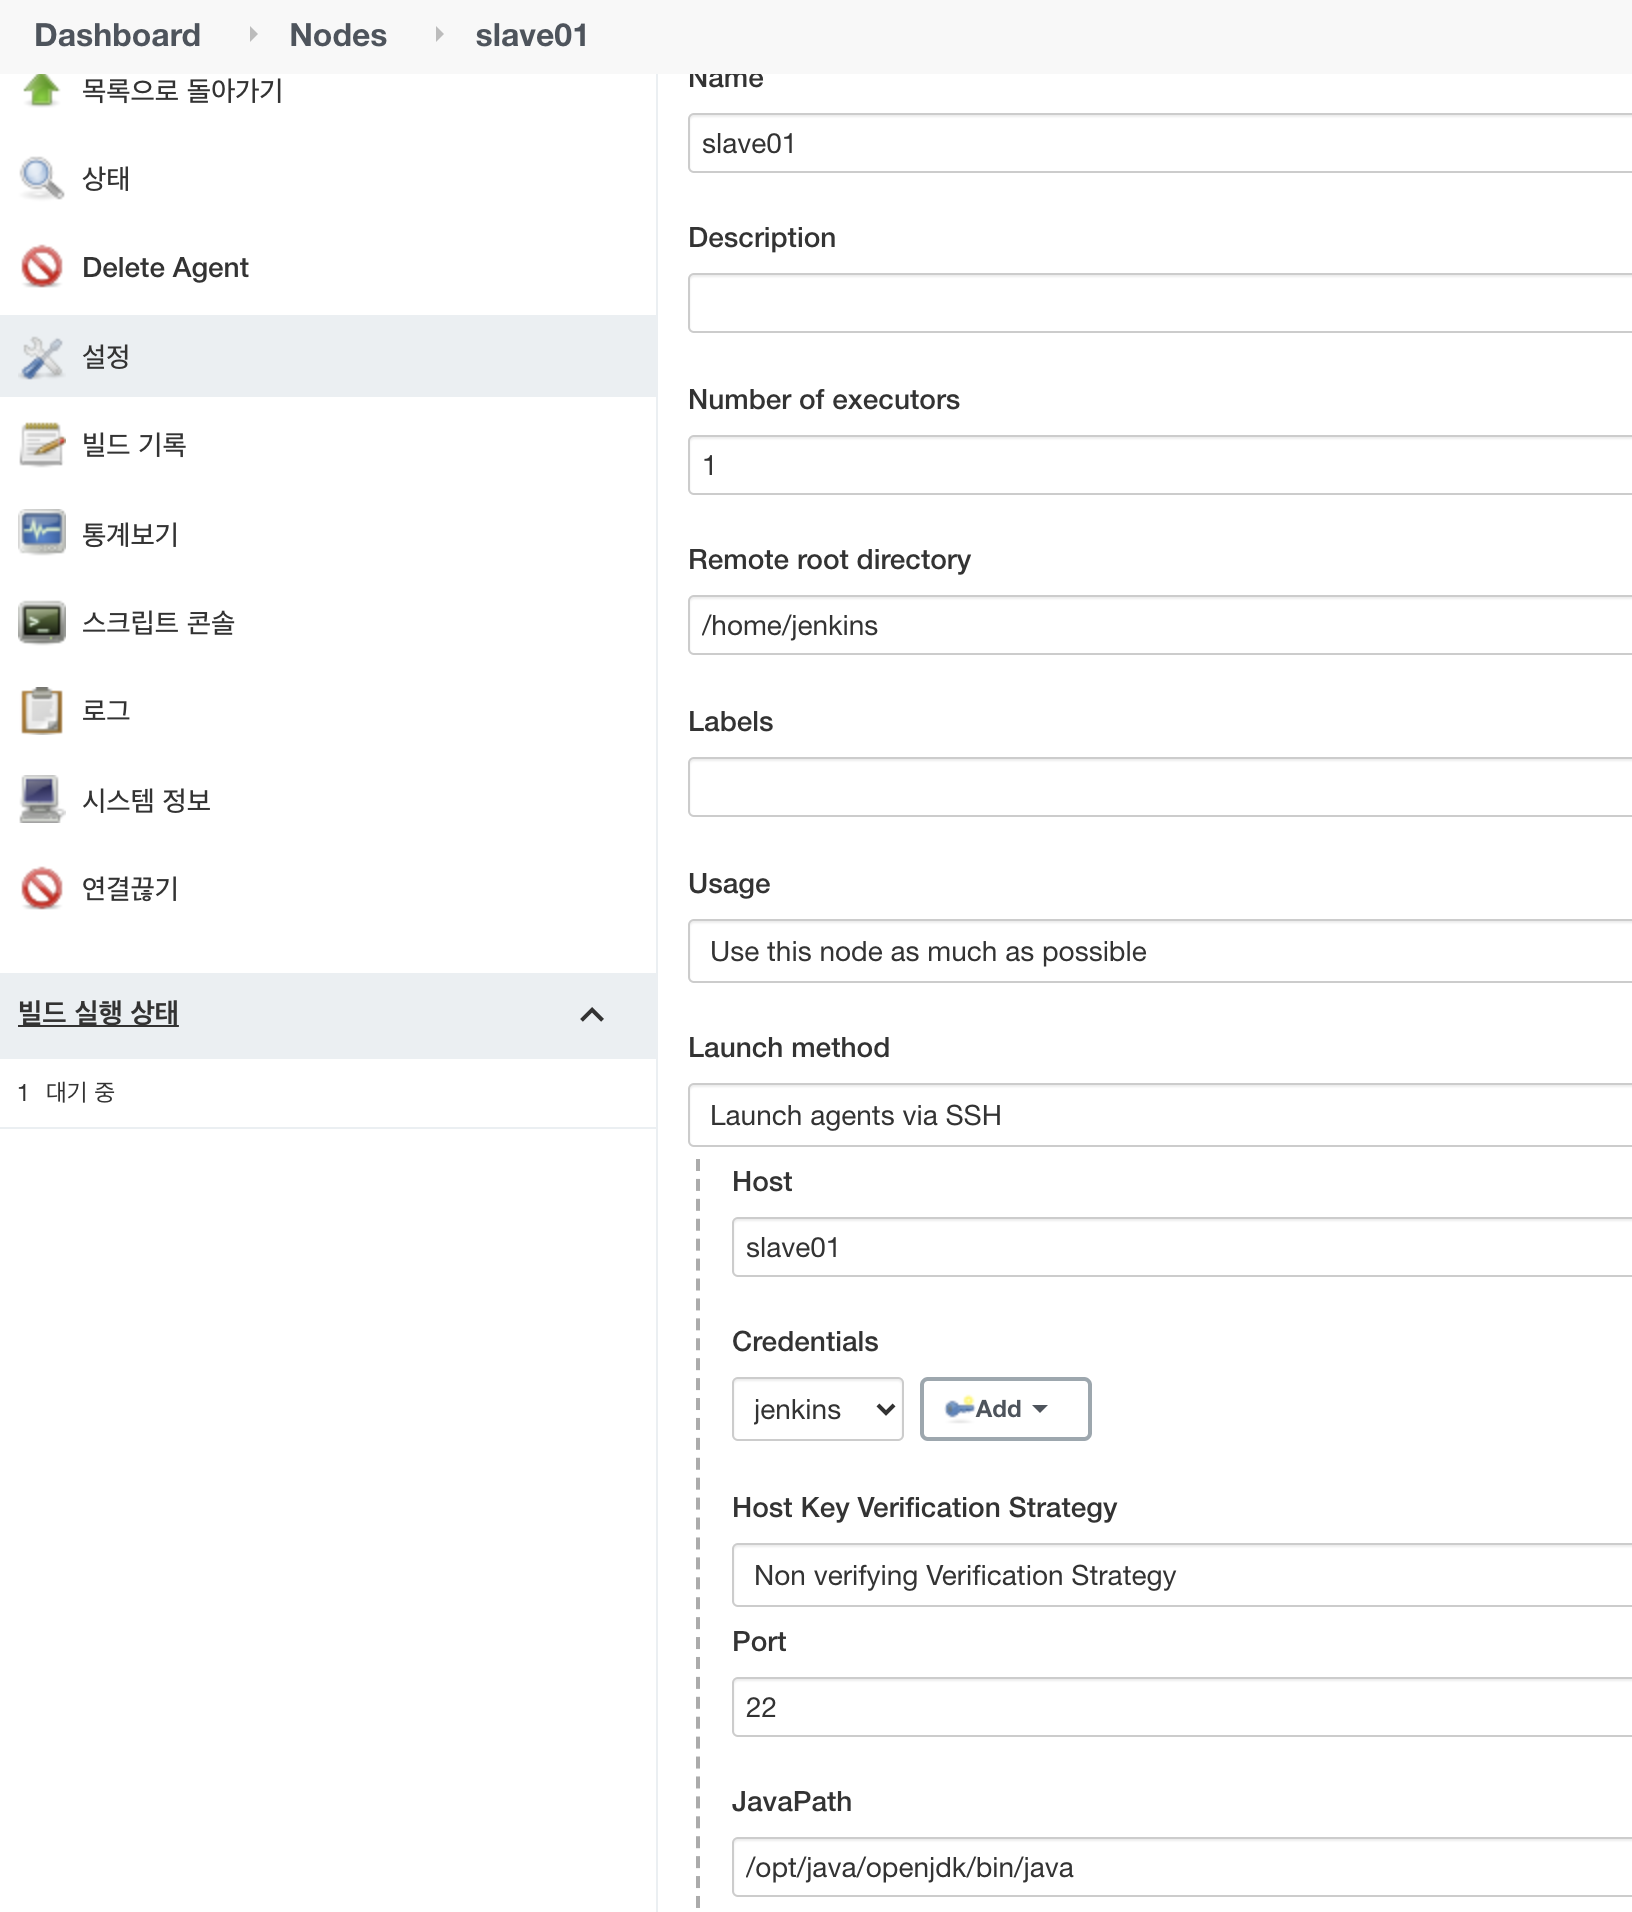 Dashboard Nodes slave01
목록으로 돌아가기
상태
Delete Agent
설정
빌드 기록
통계보기
스크립트 콘솔
로그
시스템 정보
연결끊기
빌드 실행 상태
1 대기 중
Name
slave01
Description
Number of executors
1
Remote root directory
/home/jenkins
Labels
Usage
Use this node as much as possible
Launch method
Launch agents via SSH
Host
slave01
Credentials
jenkins Add
Host Key Verification Strategy
Non verifying Verification Strategy
Port
22
JavaPath
/opt/java/openjdk/bin/java